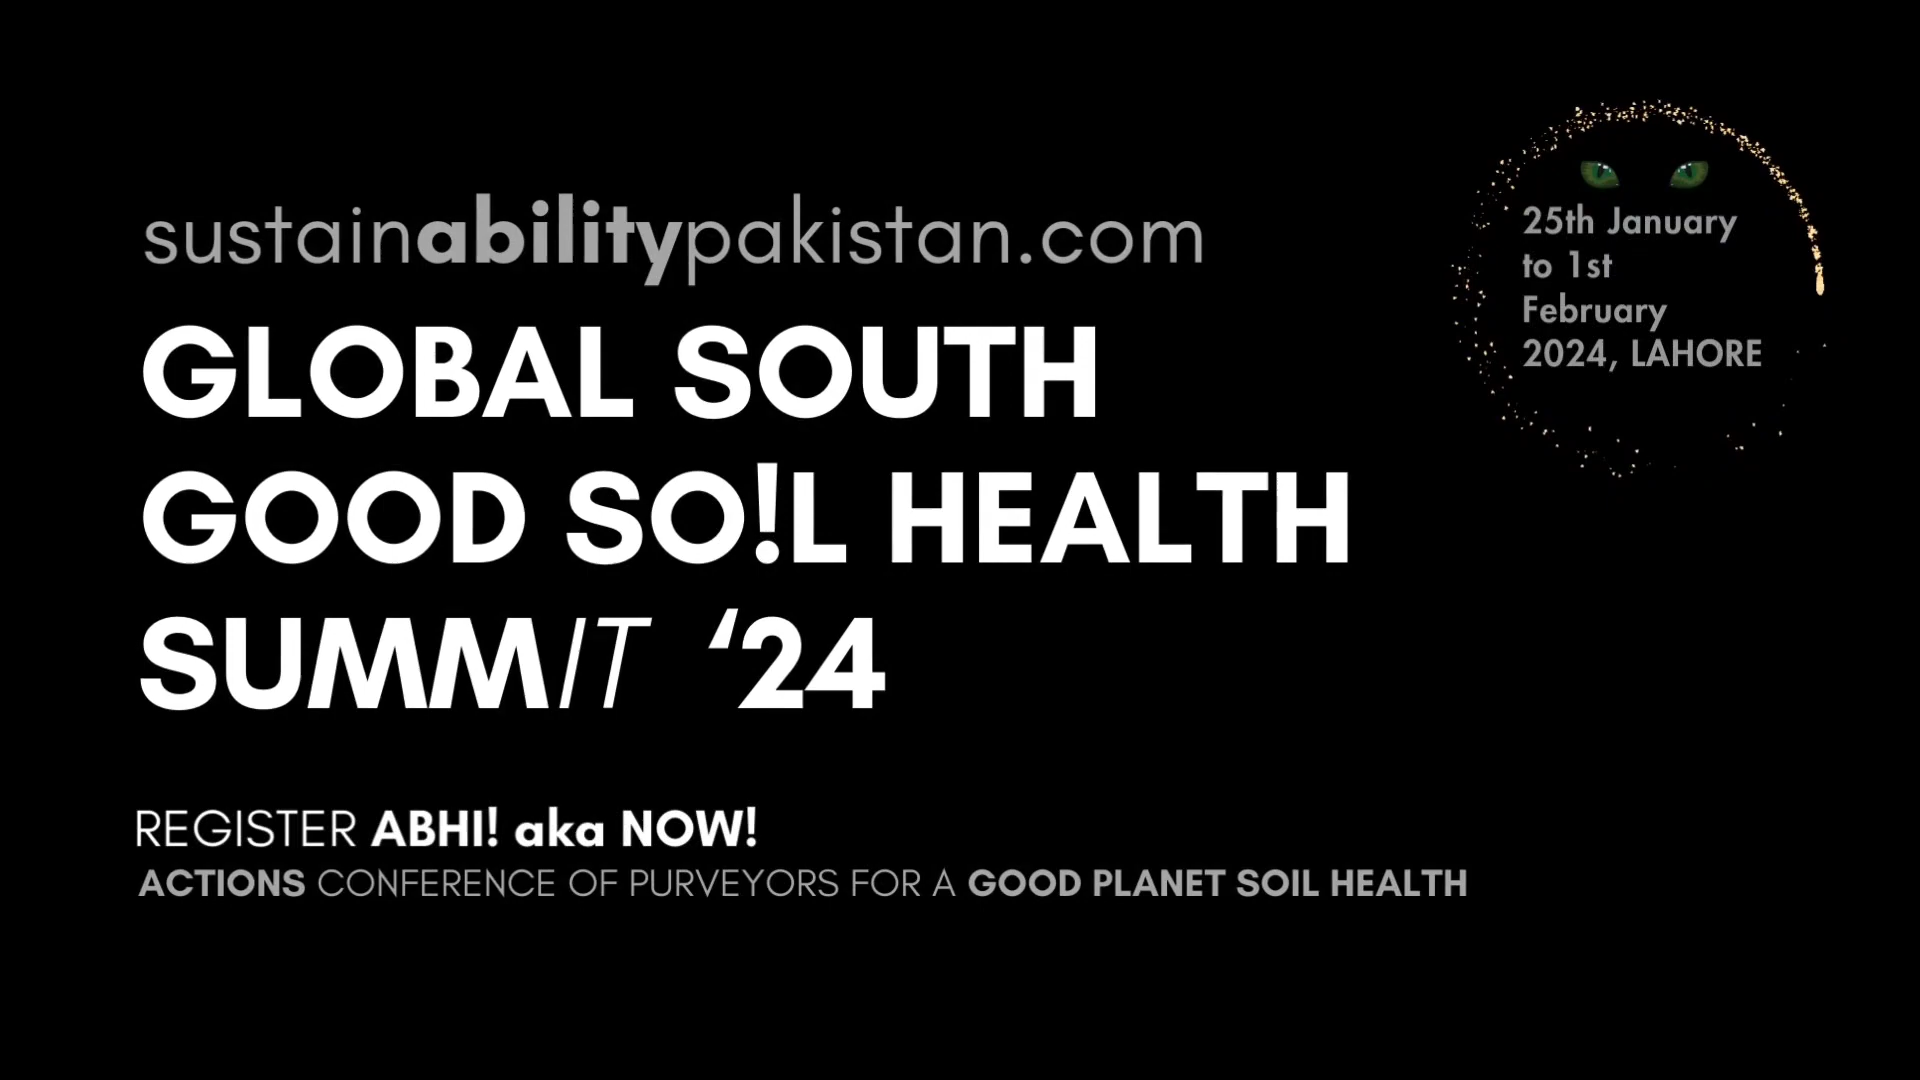 sustainabilitypakistan.com
GLOBAL SOUTH
GOOD SO!L HEALTH
SUMMIT ‘24
25th January
to 1st
February
2024, LAHORE
REGISTER ABHI! aka NOW!
ACTIONS CONFERENCE OF PURVEYORS FOR A GOOD PLANET SOIL HEALTH